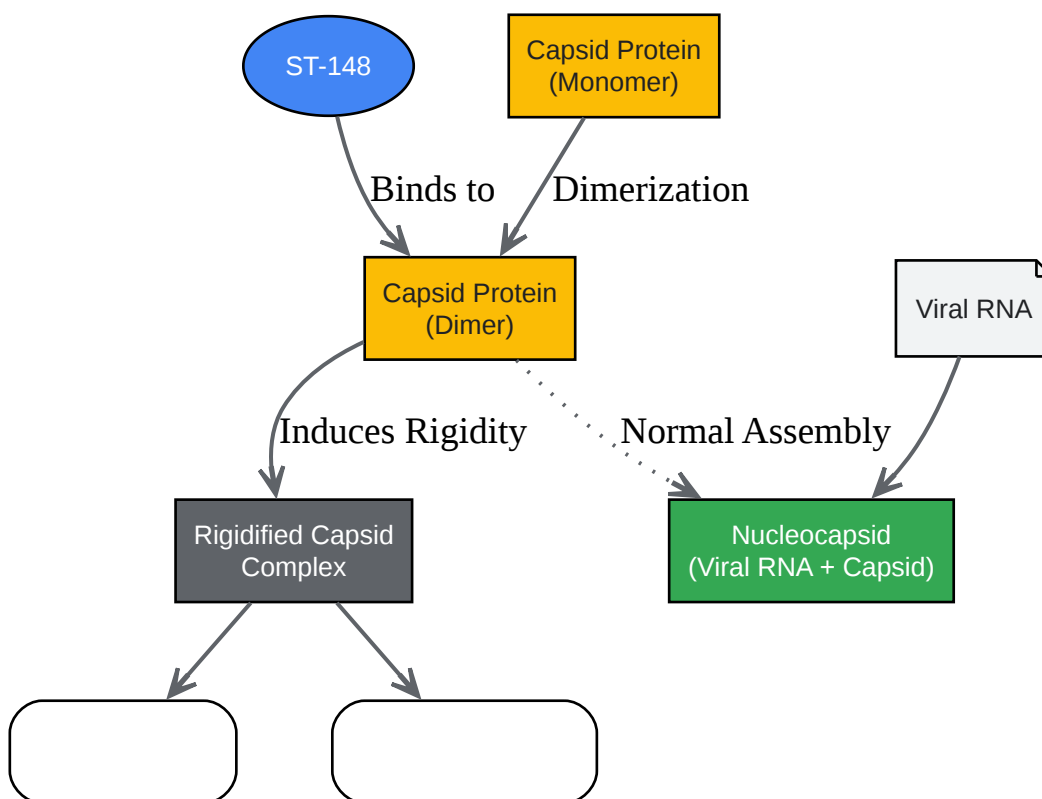 ST-148
Capsid Protein
(Monomer)
Binds to
Dimerization
Capsid Protein
(Dimer)
Viral RNA
Induces Rigidity
Normal Assembly
Rigidified Capsid
Complex
Nucleocapsid
(Viral RNA + Capsid)